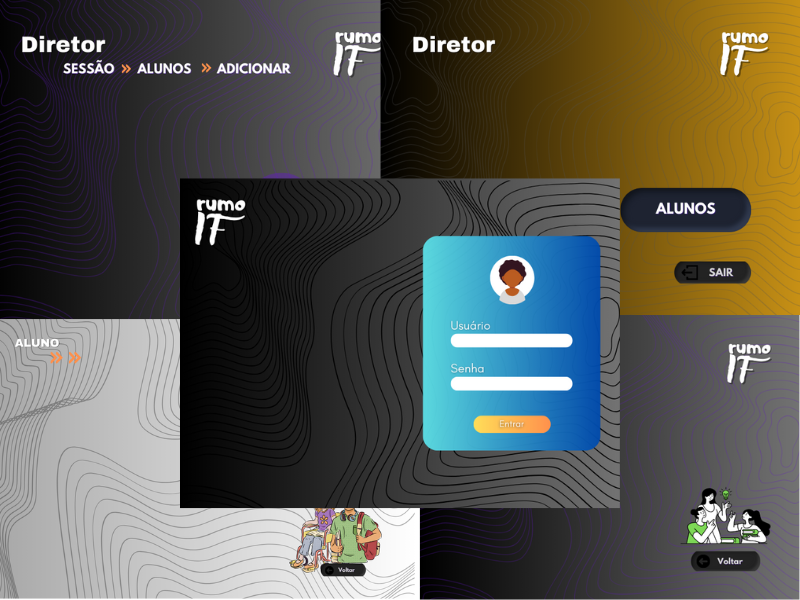 Diretor
SESSÃO » ALUNOS » ADICIONAR
rumo
IF
Diretor
rumo
IF
ALUNOS
SAIR
rumo
IF
Usuário
Senha
Entrar
ALUNO
» »
Voltar
rumo
IF
Voltar